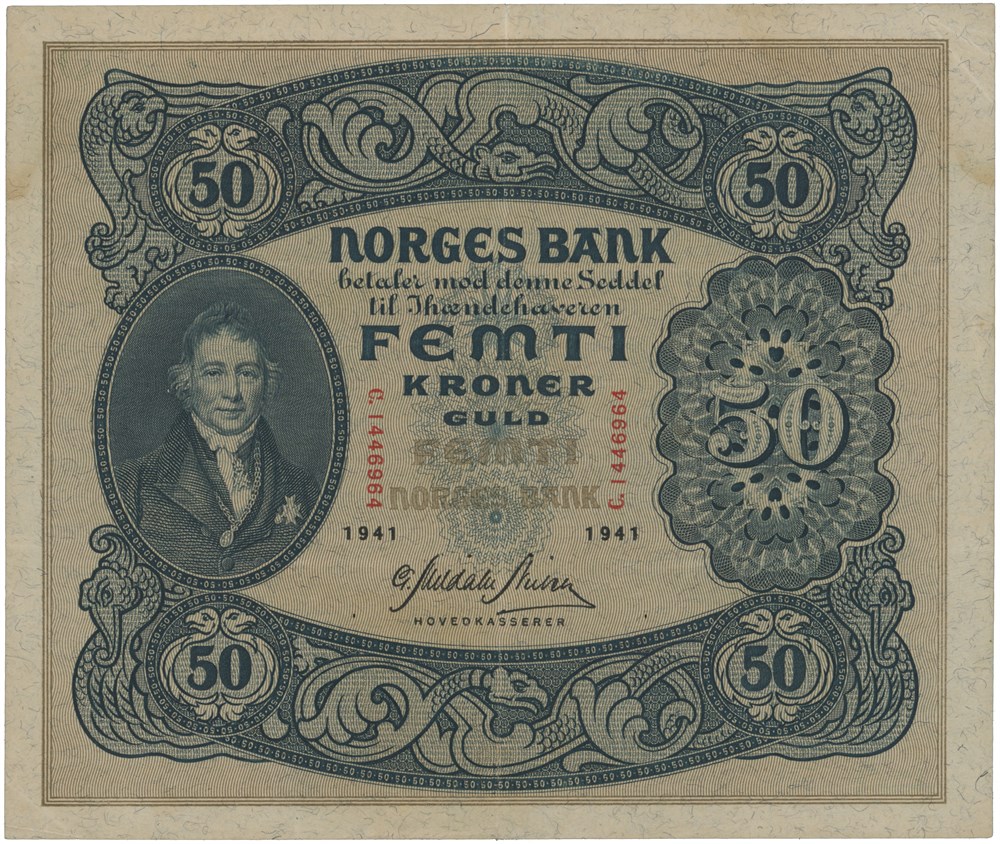 50 50
NORGES BANK
betaler mod denne Seddel
til Ihændehaveren
FEMTI
KRONER
GULD
FEMTI
NORGES BANK
C.1446964
C.1446964
50
1941 1941
HOVEDKASSERER
50 50